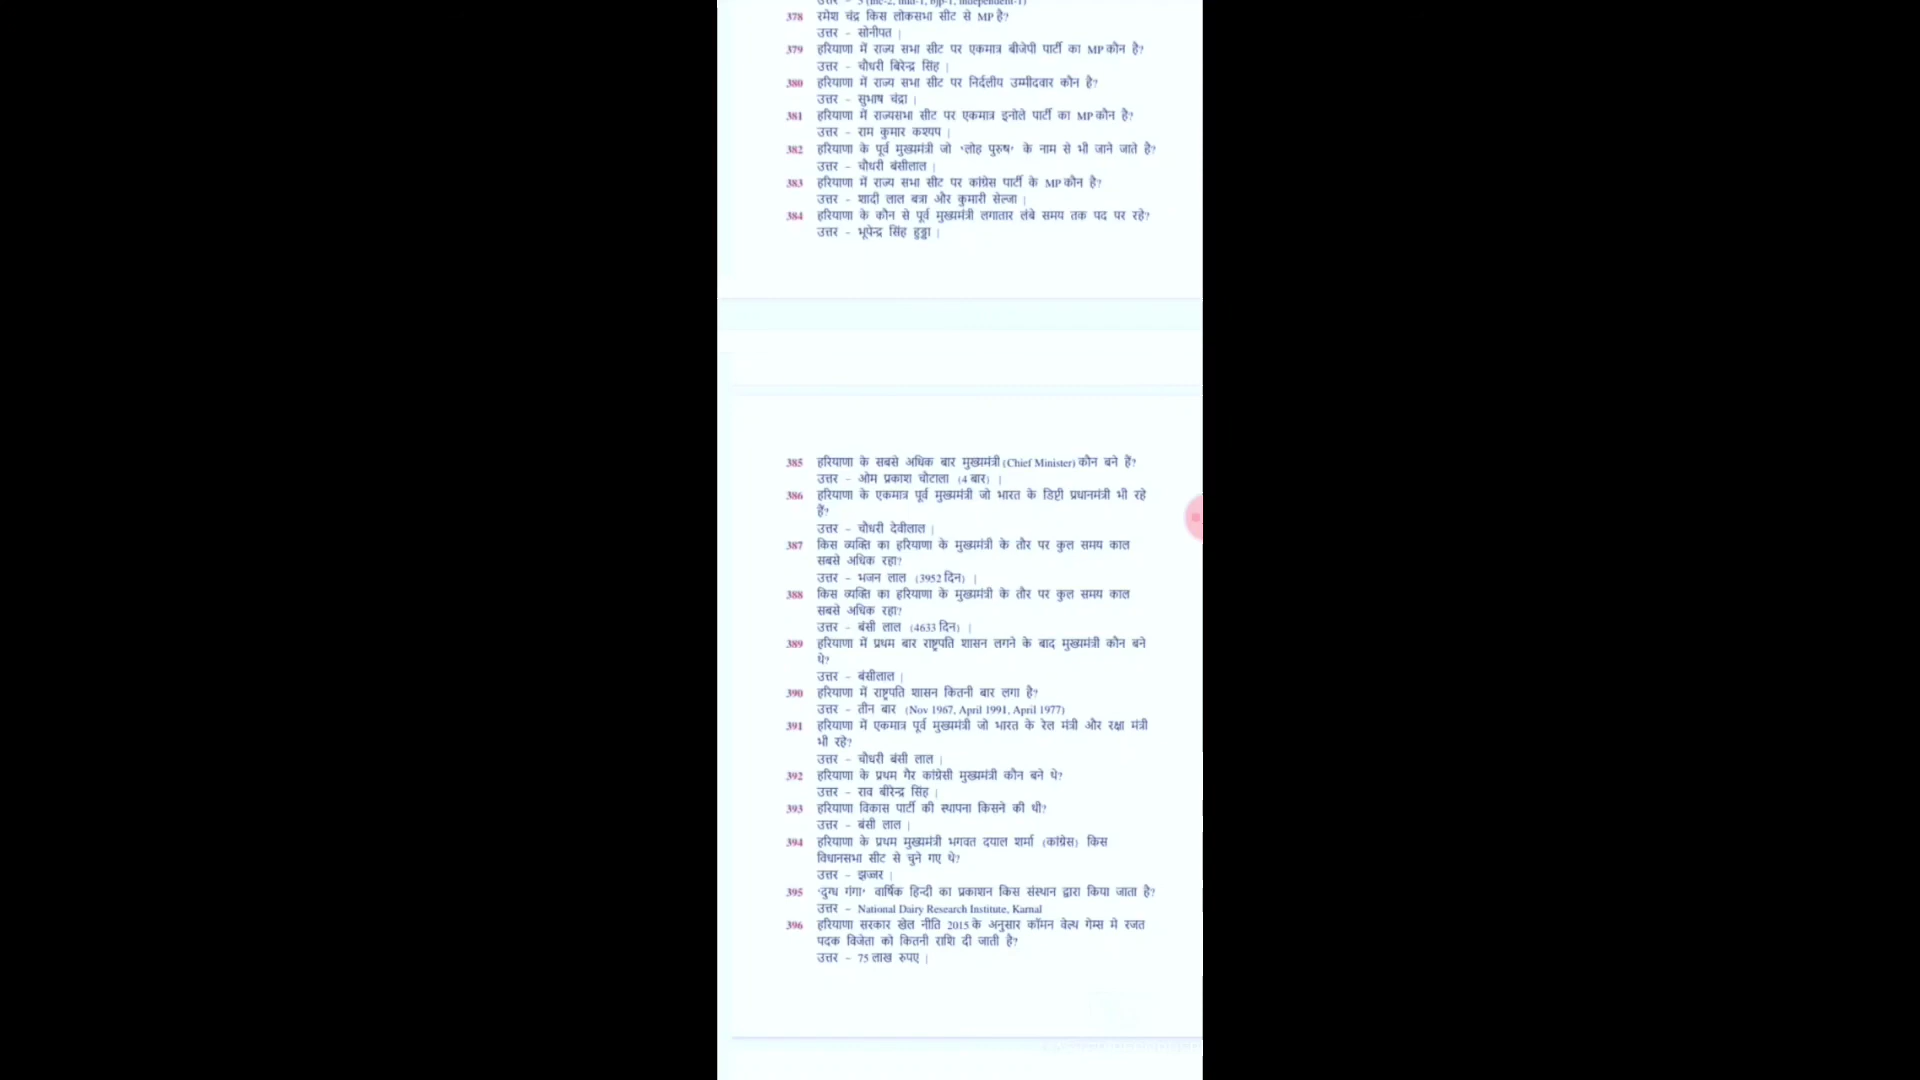 378 रमेश चंद्र किस लोकसभा सीट से MP है?
उत्तर - सोनीपत |
379 हरियाणा में राज्य सभा सीट पर एकमात्र बीजेपी पार्टी का MP कौन है?
उत्तर - चौधरी बिरेन्द्र सिंह |
380 हरियाणा में राज्य सभा सीट पर निर्दलीय उम्मीदवार कौन है?
उत्तर - सुभाष चंद्रा |
381 हरियाणा में राज्यसभा सीट पर एकमात्र इनोले पार्टी का MP कौन है?
उत्तर - राम कुमार कश्यप |
382 हरियाणा के पूर्व मुख्यमंत्री जो 'लोह पुरुष' के नाम से भी जाने जाते है?
उत्तर - चौधरी बंसीलाल |
383 हरियाणा में राज्य सभा सीट पर कांग्रेस पार्टी के MP कौन है?
उत्तर - शादी लाल बत्रा और कुमारी सेल्जा |
384 हरियाणा के कौन से पूर्व मुख्यमंत्री लगातार लंबे समय तक पद पर रहे?
उत्तर - भूपेन्द्र सिंह हुड्डा |
385 हरियाणा के सबसे अधिक बार मुख्यमंत्री (Chief Minister) कौन बने हैं?
उत्तर - ओम प्रकाश चौटाला (4 बार) |
386 हरियाणा के एकमात्र पूर्व मुख्यमंत्री जो भारत के डिप्टी प्रधानमंत्री भी रहे
हैं?
उत्तर - चौधरी देवीलाल |
387 किस व्यक्ति का हरियाणा के मुख्यमंत्री के तौर पर कुल समय काल
सबसे अधिक रहा?
उत्तर - भजन लाल (3952 दिन) |
388 किस व्यक्ति का हरियाणा के मुख्यमंत्री के तौर पर कुल समय काल
सबसे अधिक रहा?
उत्तर - बंसी लाल (4633 दिन) |
389 हरियाणा में प्रथम बार राष्ट्रपति शासन लगने के बाद मुख्यमंत्री कौन बने
थे?
उत्तर - बंसीलाल |
390 हरियाणा में राष्ट्रपति शासन कितनी बार लगा है?
उत्तर - तीन बार (Nov 1967, April 1991, April 1977)
391 हरियाणा में एकमात्र पूर्व मुख्यमंत्री जो भारत के रेल मंत्री और रक्षा मंत्री
भी रहे?
उत्तर - चौधरी बंसी लाल |
392 हरियाणा के प्रथम गैर कांग्रेसी मुख्यमंत्री कौन बने थे?
उत्तर - राव बीरेन्द्र सिंह |
393 हरियाणा विकास पार्टी की स्थापना किसने की थी?
उत्तर - बंसी लाल |
394 हरियाणा के प्रथम मुख्यमंत्री भगवत दयाल शर्मा (कांग्रेस) किस
विधानसभा सीट से चुने गए थे?
उत्तर - झज्जर |
395 'दुग्ध गंगा' वार्षिक हिन्दी का प्रकाशन किस संस्थान द्वारा किया जाता है?
उत्तर - National Dairy Research Institute, Karnal
396 हरियाणा सरकार खेल नीति 2015 के अनुसार कॉमन वेल्थ गेम्स मे रजत
पदक विजेता को कितनी राशि दी जाती है?
उत्तर - 75 लाख रुपए |